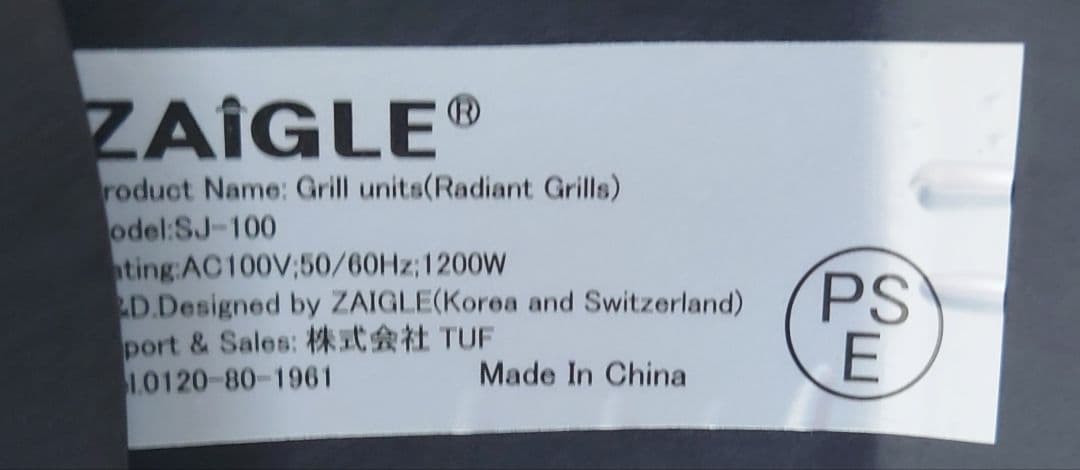 ZAIGLE®
roduct Name: Grill units(Radiant Grills)
odel:SJ-100
ating:AC100V;50/60Hz;1200W
&D.Designed by ZAIGLE(Korea and Switzerland)
port & Sales: 株式会社 TUF
l.0120-80-1961
Made In China
PS
E